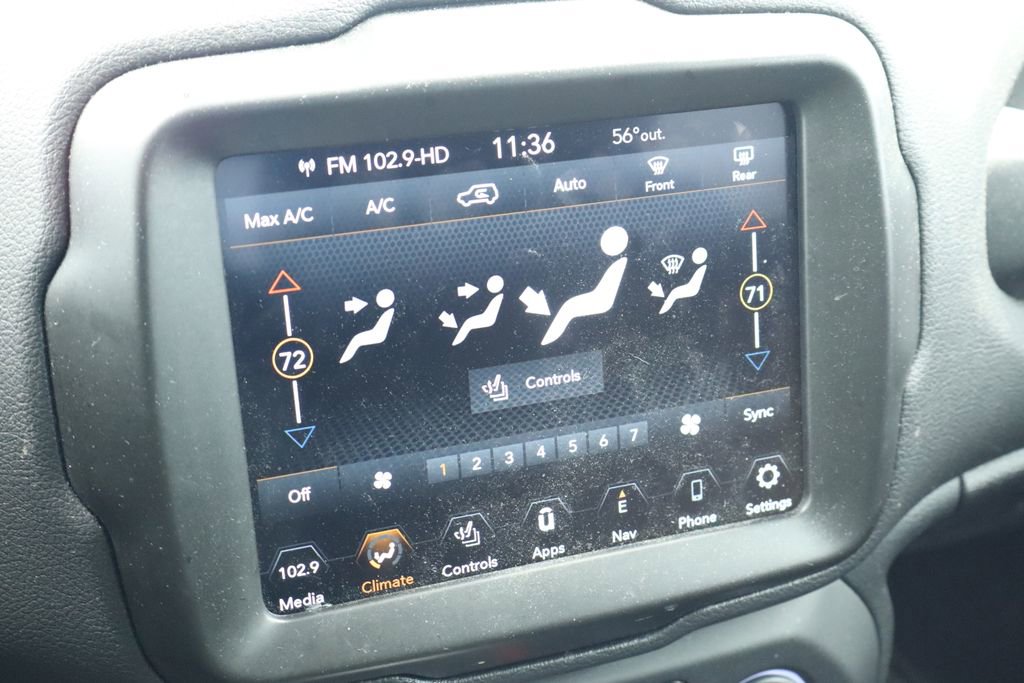 FM 102.9-HD 11:36 56° out.
Max A/C A/C Auto Front Rear
72 71
Controls
Off 1 2 3 4 5 6 7 Sync
102.9 E
Media Climate Controls Apps Nav Phone Settings